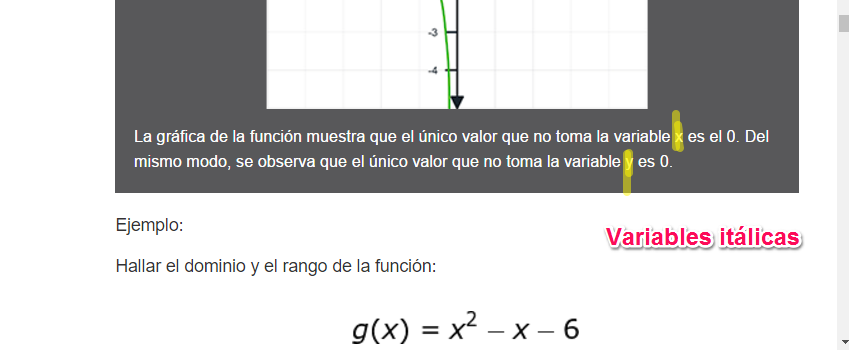 -3
-4
La gráfica de la función muestra que el único valor que no toma la variable x es el 0. Del
mismo modo, se observa que el único valor que no toma la variable y es 0.
Ejemplo:
Variables itálicas
Hallar el dominio y el rango de la función:
g(x) = x² – x – 6